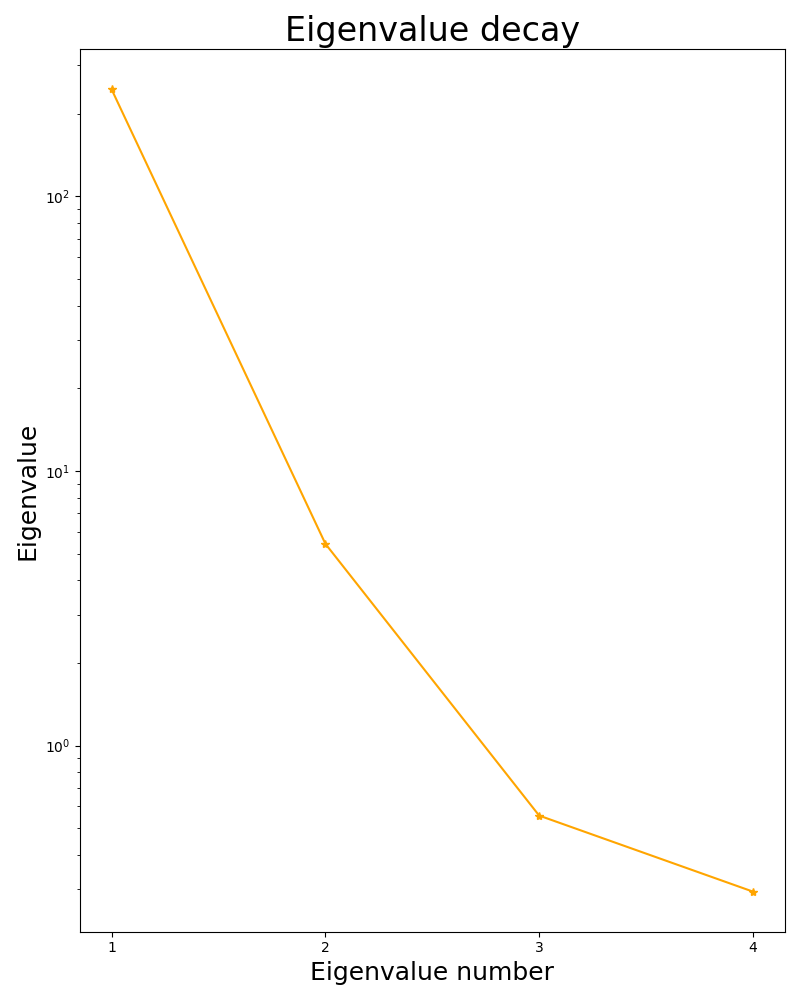 Eigenvalue decay
Eigenvalue
10²
10¹
10⁰
1 2 3 4
Eigenvalue number